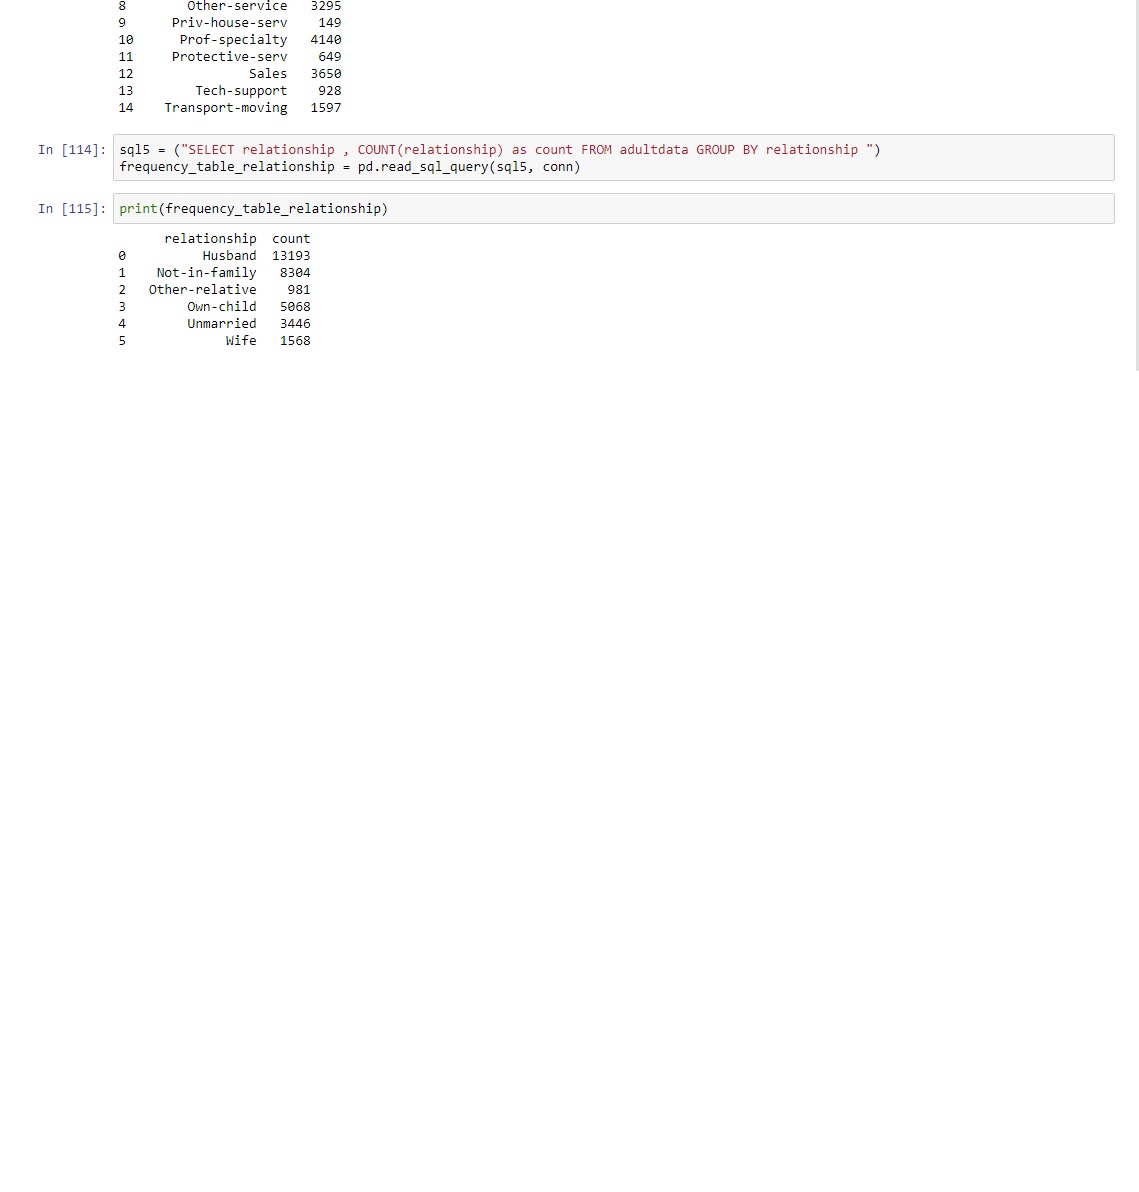 8 Other-service 3295
9 Priv-house-serv 149
10 Prof-specialty 4140
11 Protective-serv 649
12 Sales 3650
13 Tech-support 928
14 Transport-moving 1597
In [114]: sql5 = ("SELECT relationship , COUNT(relationship) as count FROM adultdata GROUP BY relationship ")
frequency_table_relationship = pd.read_sql_query(sql5, conn)
In [115]: print(frequency_table_relationship)
relationship count
0 Husband 13193
1 Not-in-family 8304
2 Other-relative 981
3 Own-child 5068
4 Unmarried 3446
5 Wife 1568